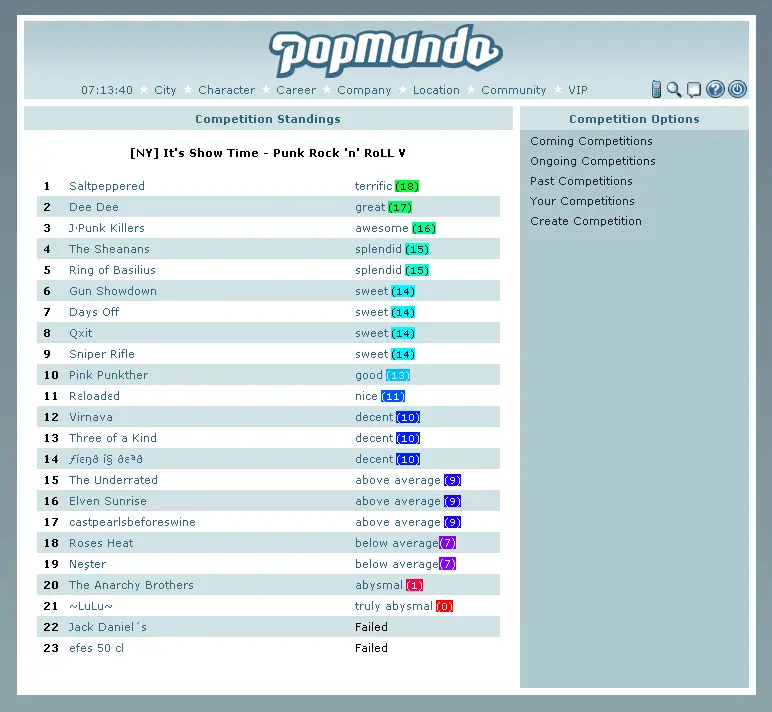 popmundo
07:13:40 ★ City ★ Character ★ Career ★ Company ★ Location ★ Community ★ VIP
Competition Standings
[NY] It's Show Time - Punk Rock 'n' RoLL V
1 Saltpeppered terrific (18)
2 Dee Dee great (17)
3 J·Punk Killers awesome (16)
4 The Sheanans splendid (15)
5 Ring of Basilius splendid (15)
6 Gun Showdown sweet (14)
7 Days Off sweet (14)
8 Qxit sweet (14)
9 Sniper Rifle sweet (14)
10 Pink Punkther good (13)
11 Rεloadεd nice (11)
12 Virnava decent (10)
13 Three of a Kind decent (10)
14 ƒíεŋð í§ ðεªð decent (10)
15 The Underrated above average (9)
16 Elven Sunrise above average (9)
17 castpearlsbeforeswine above average (9)
18 Roses Heat below average(7)
19 Neşter below average(7)
20 The Anarchy Brothers abysmal (1)
21 ~LuLu~ truly abysmal (0)
22 Jack Daniel´s Failed
23 efes 50 cl Failed
Competition Options
Coming Competitions
Ongoing Competitions
Past Competitions
Your Competitions
Create Competition